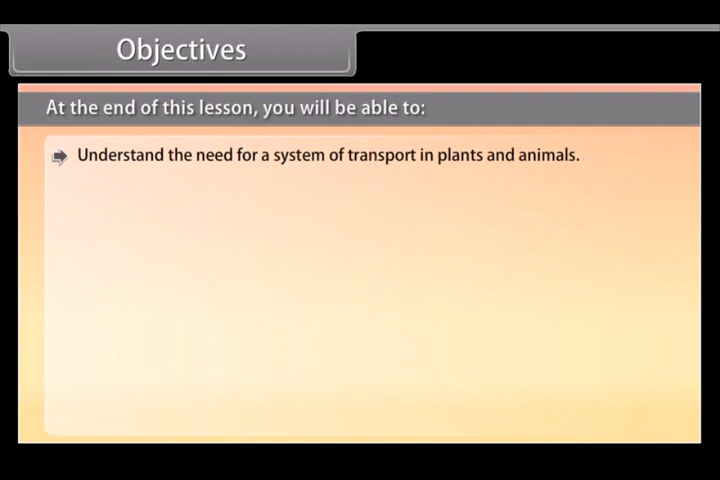 Objectives
At the end of this lesson, you will be able to:
Understand the need for a system of transport in plants and animals.